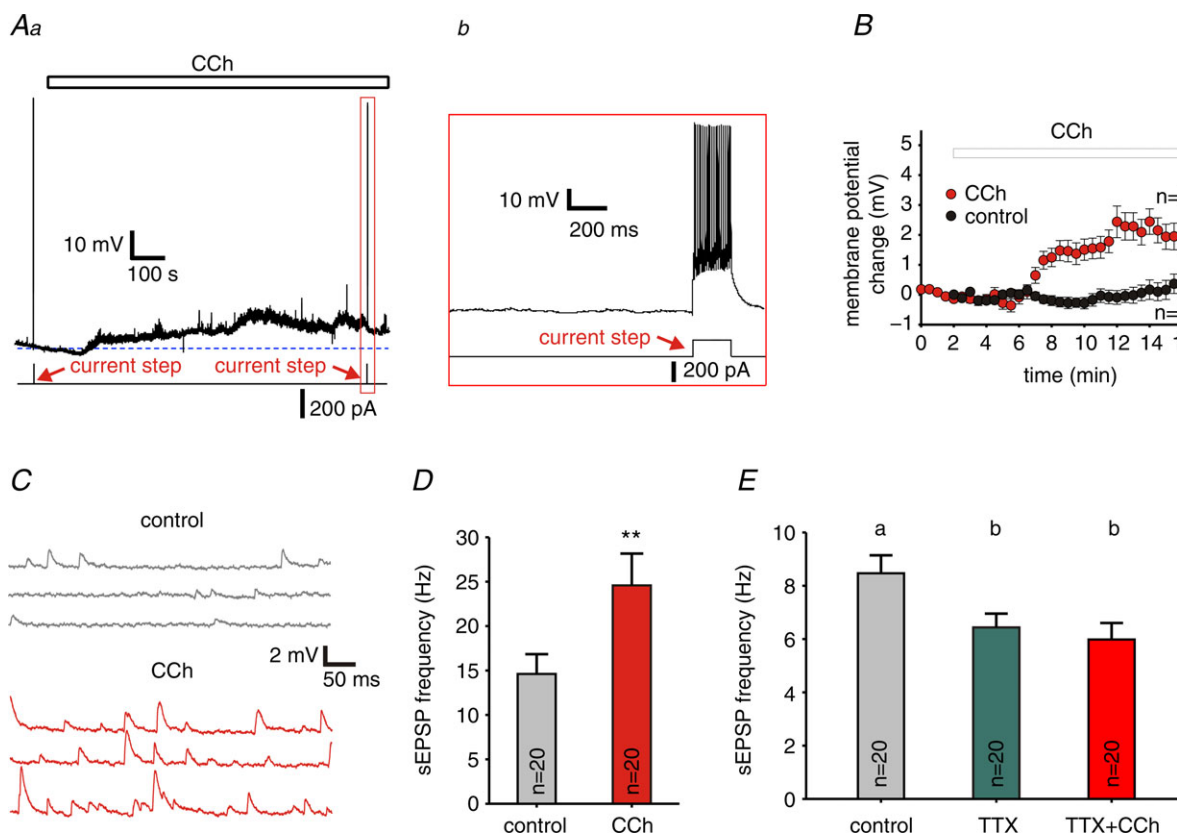 Aa
CCh
10 mV
100 s
current step
current step
200 pA
b
10 mV
200 ms
current step
200 pA
B
CCh
membrane potential
change (mV)
5
4
3
2
1
0
−1
CCh
control
n=
n=
0 2 4 6 8 10 12 14 1
time (min)
C
control
2 mV
50 ms
CCh
D
sEPSP frequency (Hz)
30
25
20
15
10
5
0
**
n=20
n=20
control CCh
E
sEPSP frequency (Hz)
10
8
6
4
2
0
a b b
n=20
n=20
n=20
control TTX TTX+CCh